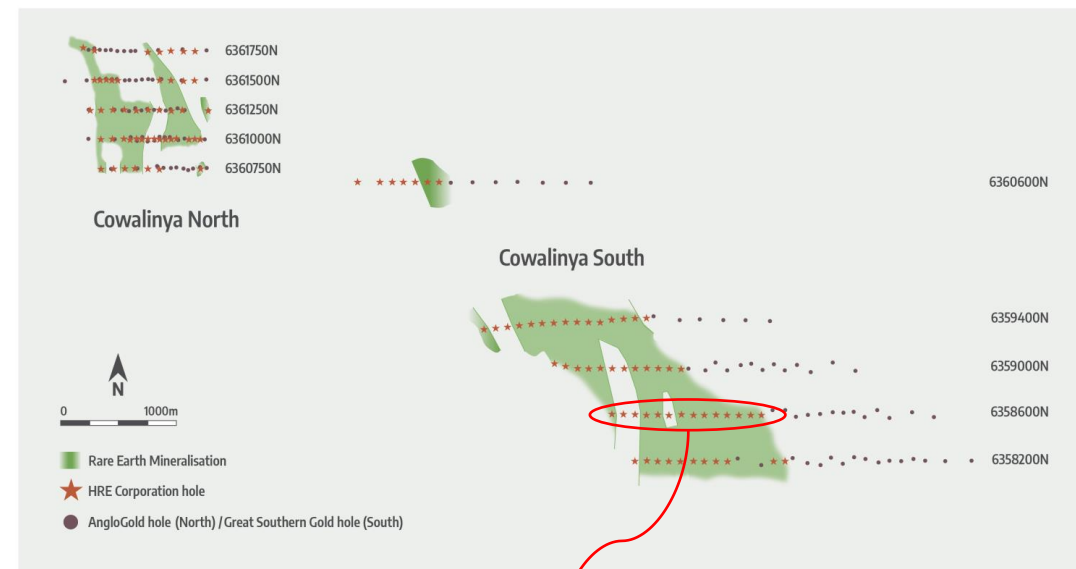 6361750N
6361500N
6361250N
6361000N
6360750N
6360600N
Cowalinya North
Cowalinya South
6359400N
6359000N
6358600N
6358200N
N
0 1000m
Rare Earth Mineralisation
HRE Corporation hole
AngloGold hole (North) / Great Southern Gold hole (South)